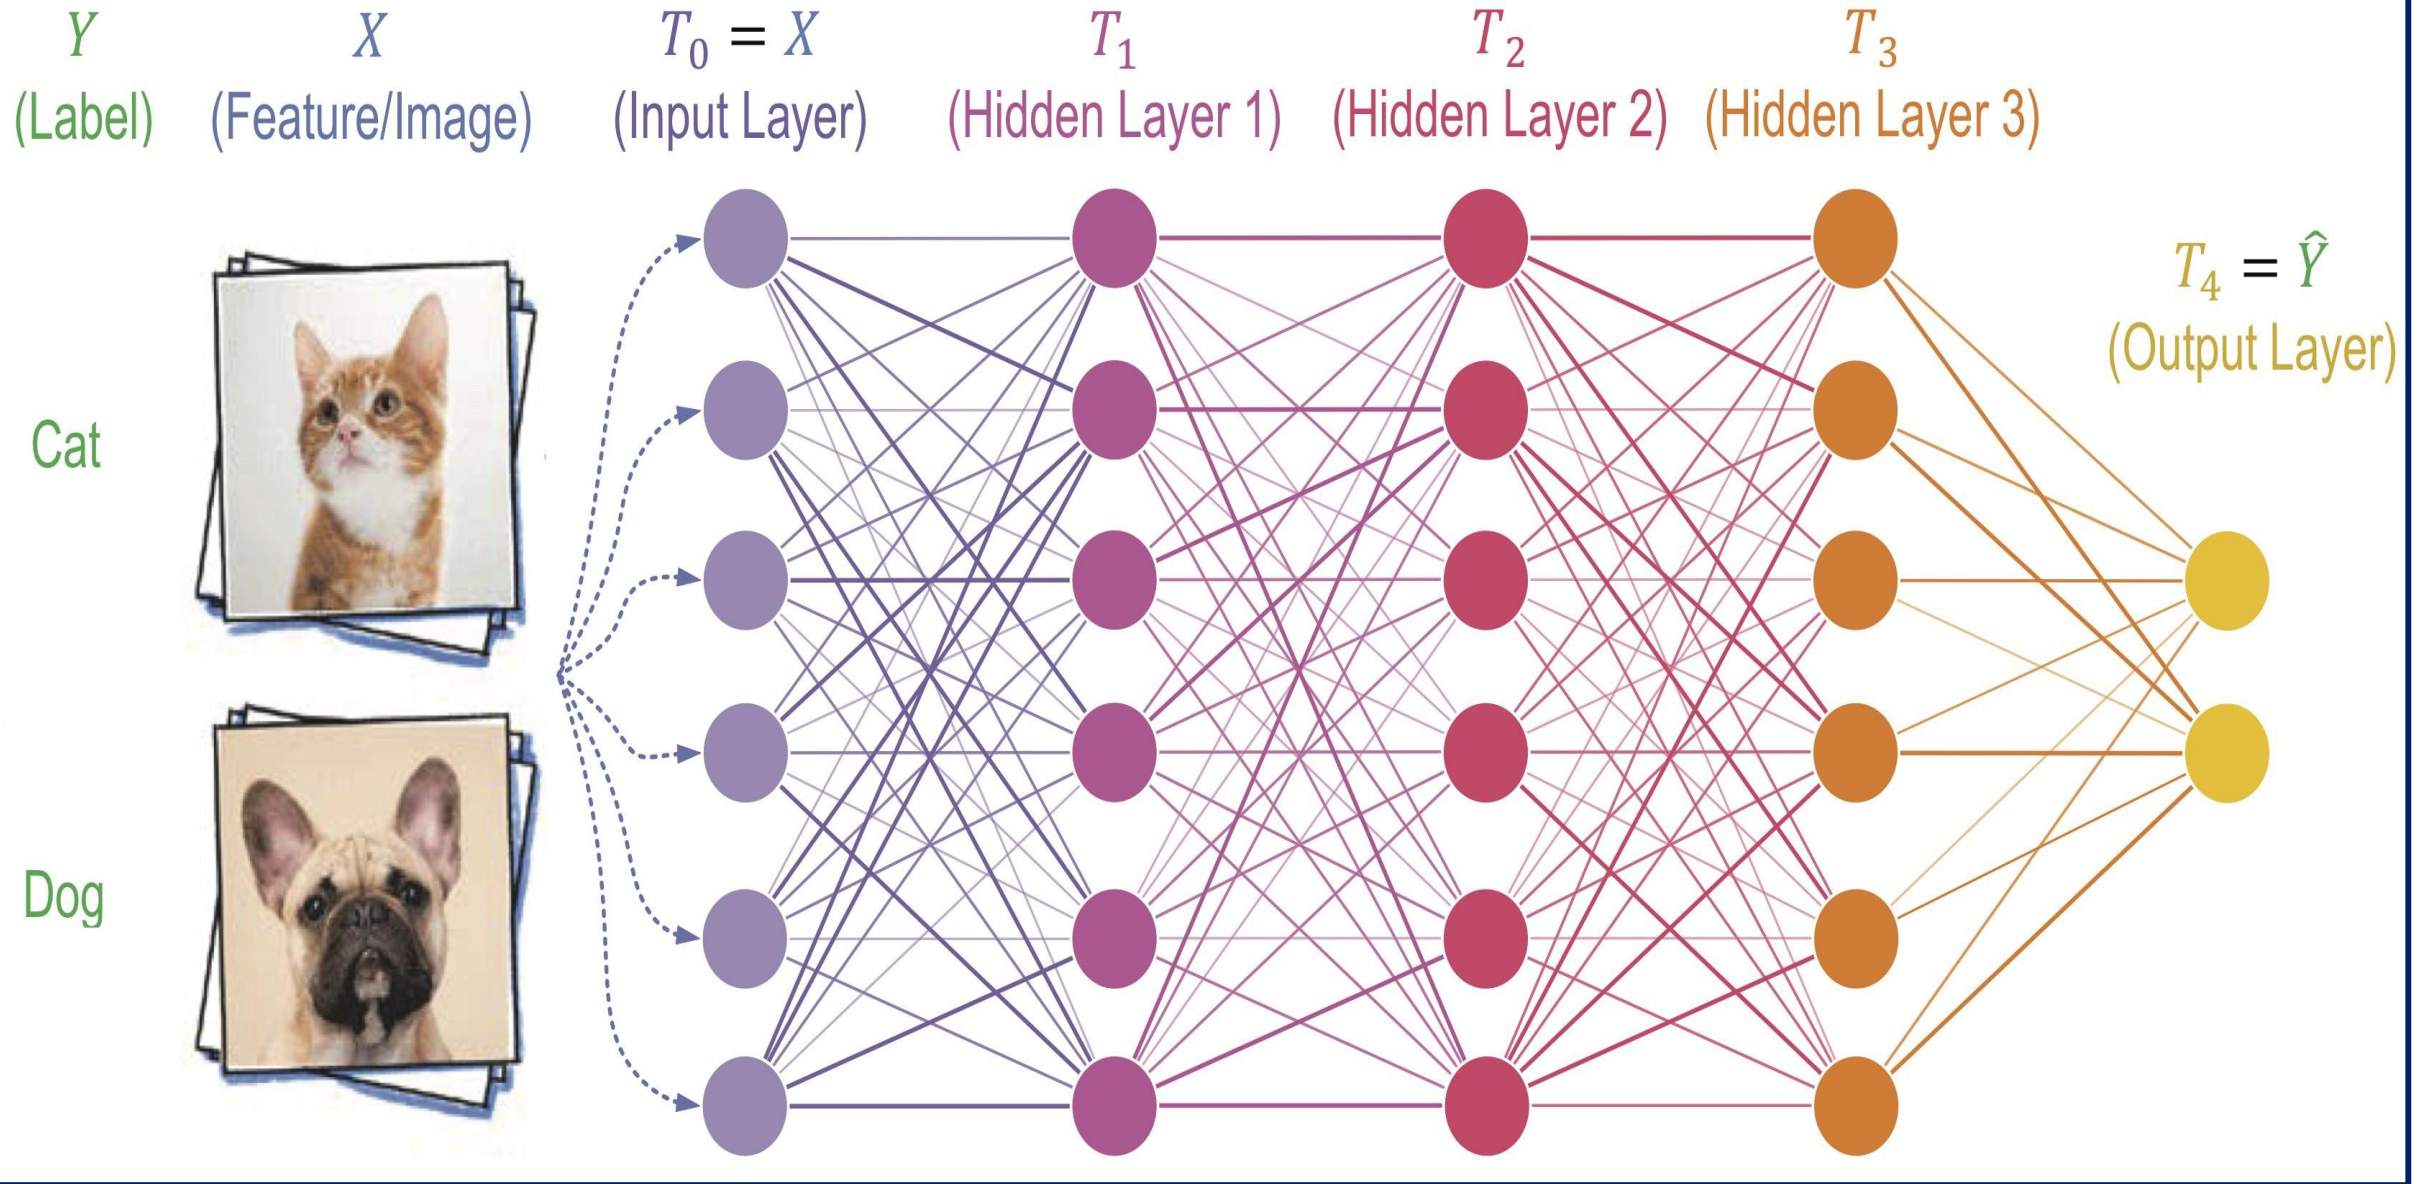 Y
(Label)
X
(Feature/Image)
T₀ = X
(Input Layer)
T₁
(Hidden Layer 1)
T₂
(Hidden Layer 2)
T₃
(Hidden Layer 3)
T₄ = Ŷ
(Output Layer)
Cat
Dog